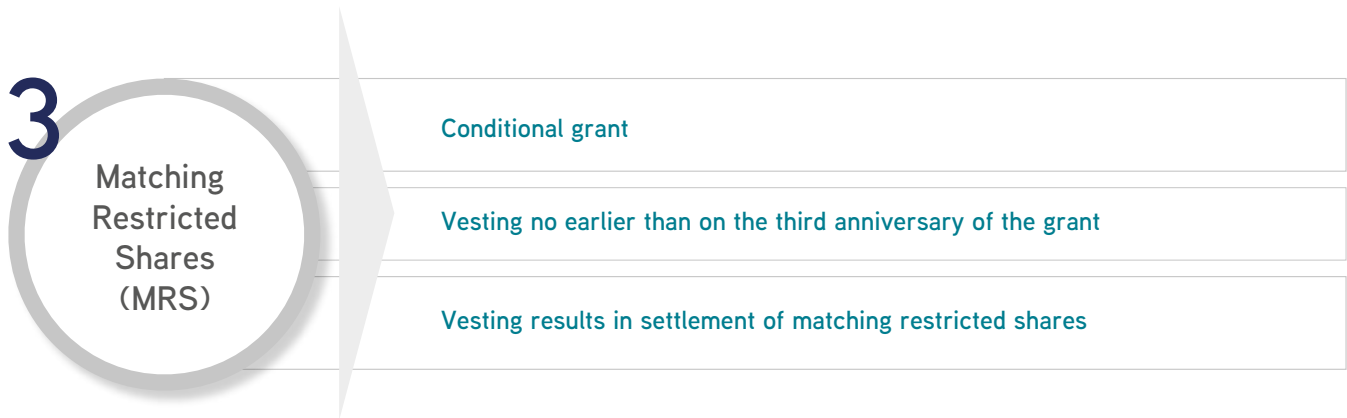 3
Matching
Restricted
Shares
(MRS)
Conditional grant
Vesting no earlier than on the third anniversary of the grant
Vesting results in settlement of matching restricted shares